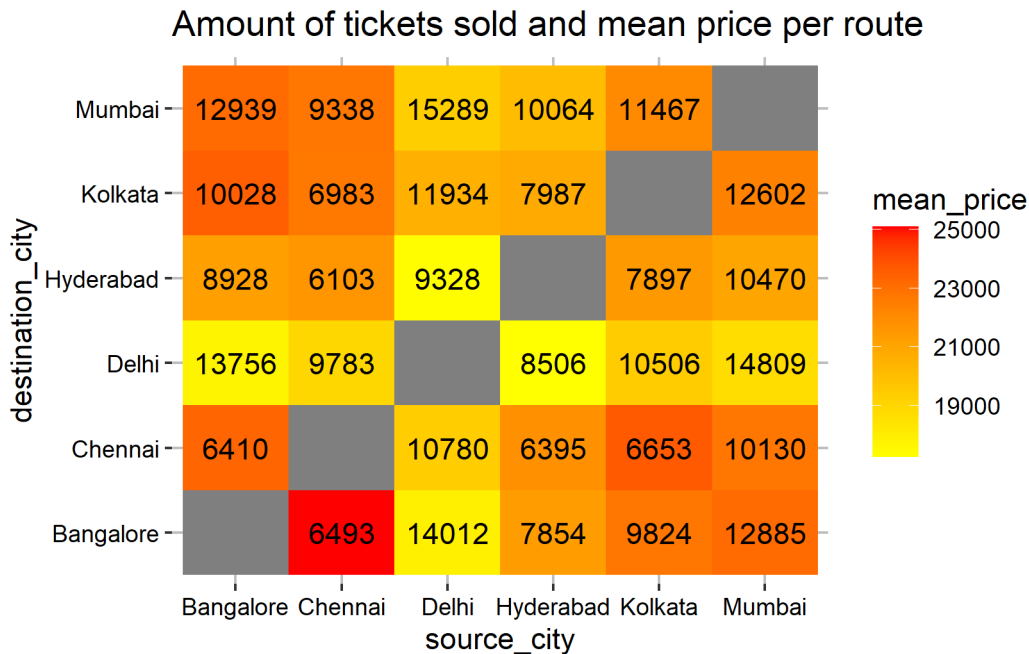 Amount of tickets sold and mean price per route
Mumbai 12939 9338 15289 10064 11467
Kolkata 10028 6983 11934 7987 12602
Hyderabad 8928 6103 9328 7897 10470
Delhi 13756 9783 8506 10506 14809
Chennai 6410 10780 6395 6653 10130
Bangalore 6493 14012 7854 9824 12885
Bangalore Chennai Delhi Hyderabad Kolkata Mumbai
source_city
destination_city
mean_price
25000
23000
21000
19000